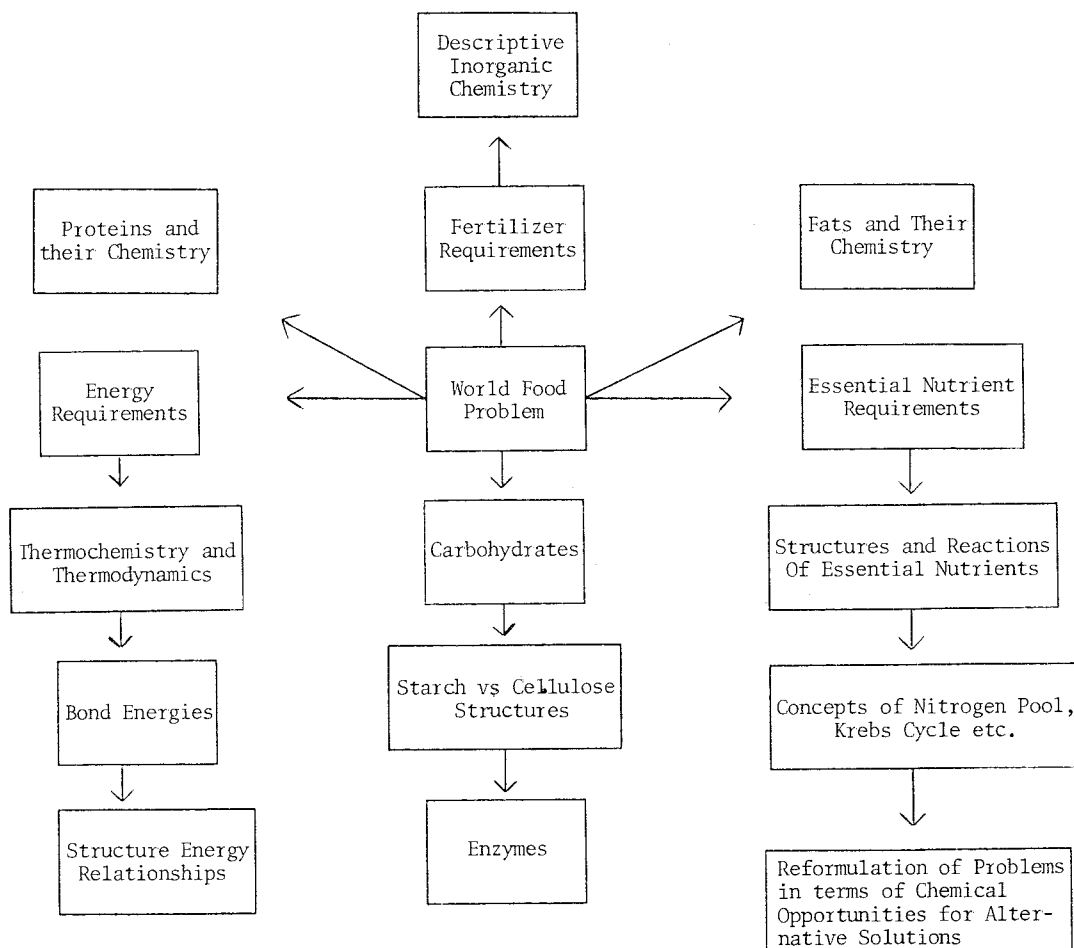 Descriptive
Inorganic
Chemistry
Proteins and
their Chemistry
Fertilizer
Requirements
Fats and Their
Chemistry
Energy
Requirements
World Food
Problem
Essential Nutrient
Requirements
Thermochemistry and
Thermodynamics
Carbohydrates
Structures and Reactions
Of Essential Nutrients
Bond Energies
Starch vs Cellulose
Structures
Concepts of Nitrogen Pool,
Krebs Cycle etc.
Structure Energy
Relationships
Enzymes
Reformulation of Problems
in terms of Chemical
Opportunities for Alter-
native Solutions